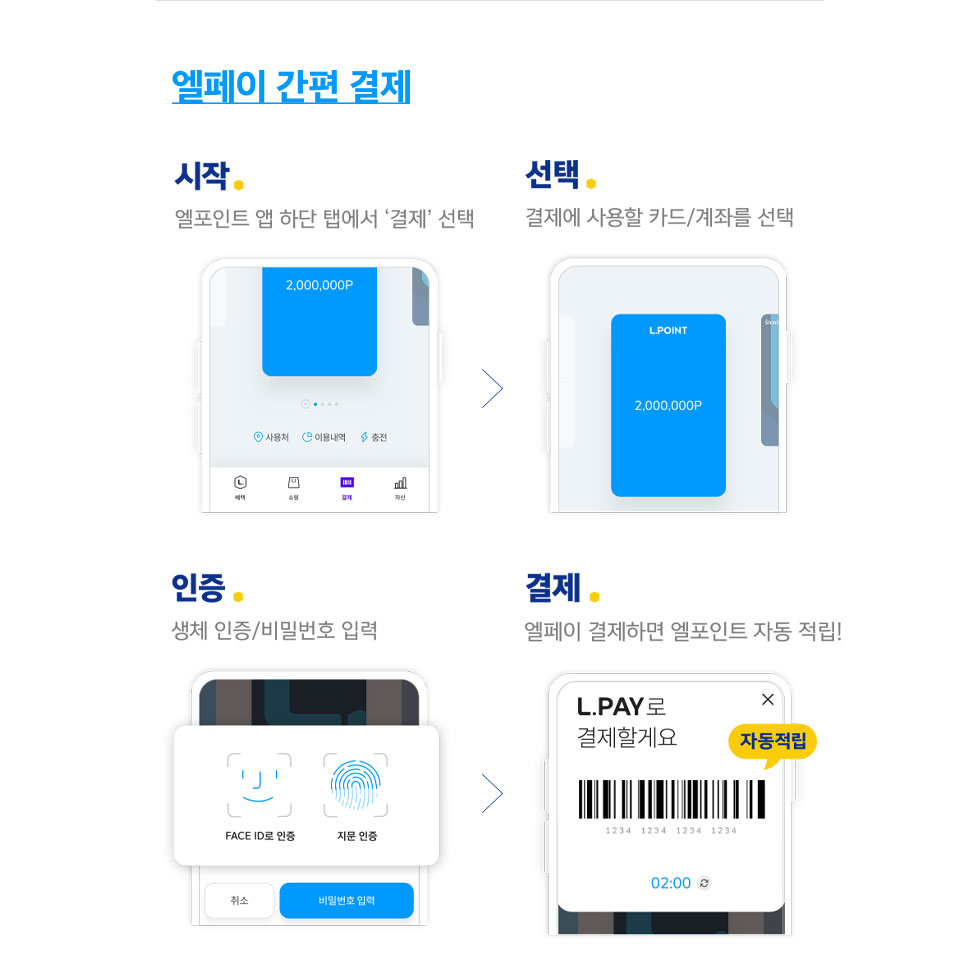 엘페이 간편 결제
시작
엘포인트 앱 하단 탭에서 ‘결제’ 선택
2,000,000P
사용처 이용내역 충전
혜택 쇼핑 결제 자산
선택
결제에 사용할 카드/계좌를 선택
L.POINT
2,000,000P
인증
생체 인증/비밀번호 입력
FACE ID로 인증 지문 인증
취소 비밀번호 입력
결제
엘페이 결제하면 엘포인트 자동 적립!
L.PAY로
결제할게요
자동적립
1234 1234 1234 1234
02:00